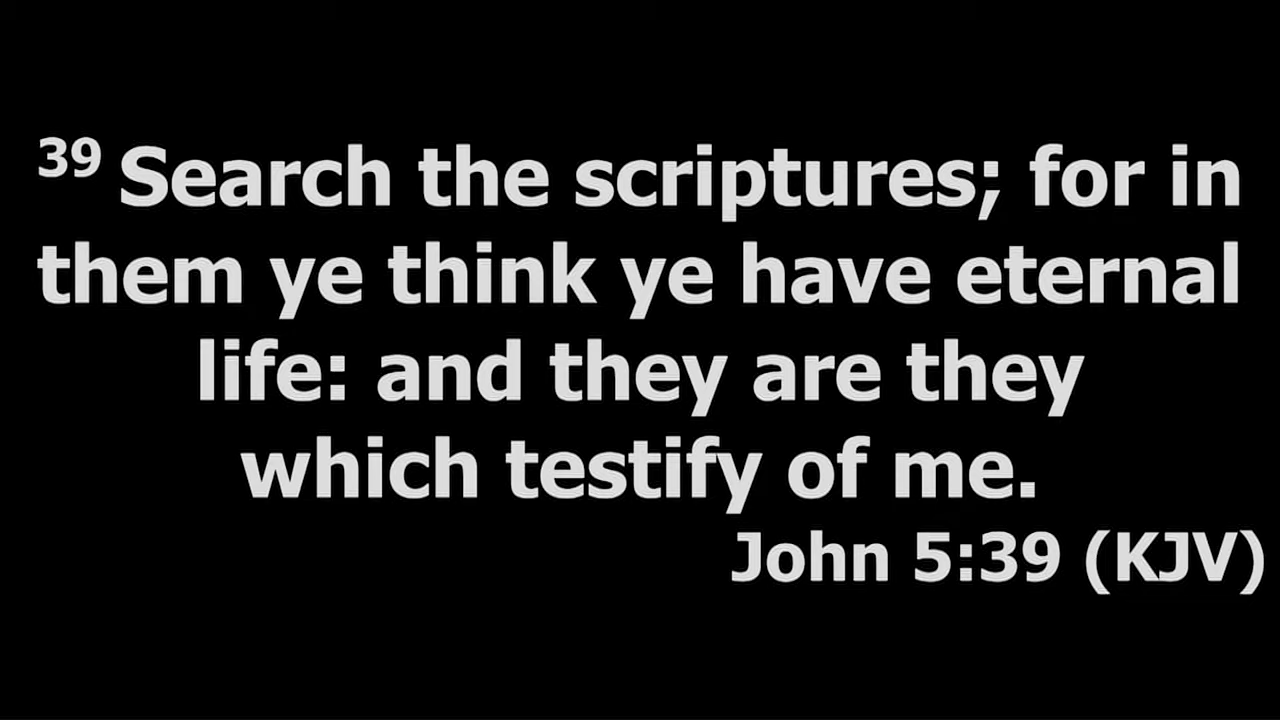 39 Search the scriptures; for in
them ye think ye have eternal
life: and they are they
which testify of me.
John 5:39 (KJV)